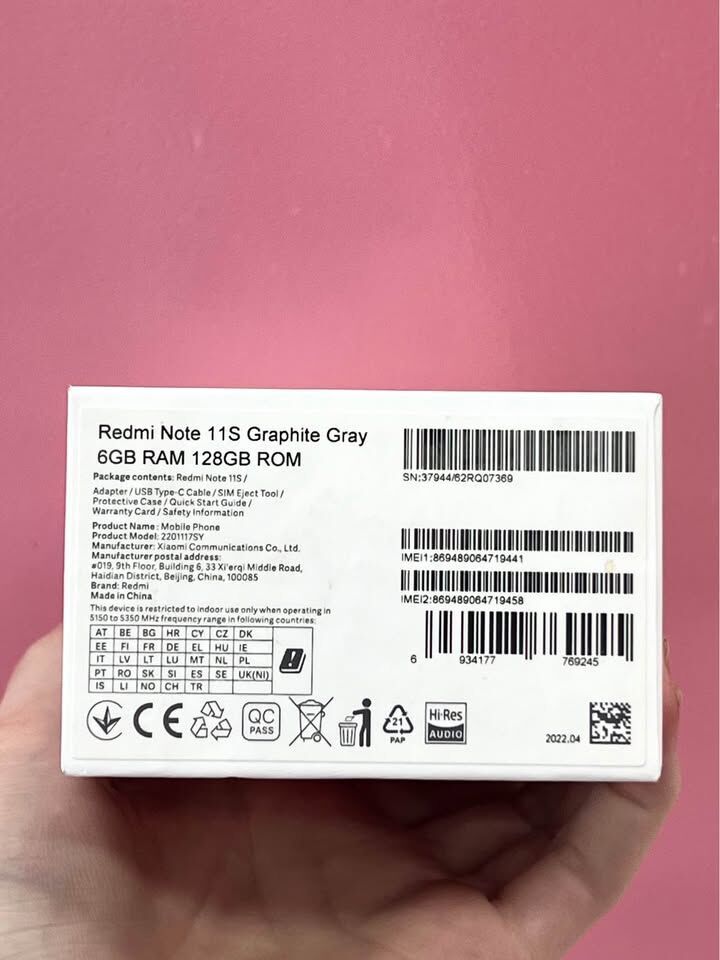 Redmi Note 11S Graphite Gray
6GB RAM 128GB ROM
Package contents: Redmi Note 11S /
Adapter / USB Type-C Cable / SIM Eject Tool /
Protective Case / Quick Start Guide /
Warranty Card / Safety Information
Product Name: Mobile Phone
Product Model: 2201117SY
Manufacturer: Xiaomi Communications Co., Ltd.
Manufacturer postal address:
#019, 9th Floor, Building 6, 33 Xi'erqi Middle Road,
Haidian District, Beijing, China, 100085
Brand: Redmi
Made in China
This device is restricted to indoor use only when operating in
5150 to 5350 MHz frequency range in following countries:
AT BE BG HR CY CZ DK
EE FI FR DE EL HU IE
IT LV LT LU MT NL PL
PT RO SK SI ES SE UK(NI)
IS LI NO CH TR
SN:37944/62RQ07369
IMEI1:869489064719441
IMEI2:869489064719458
6 934177 769245
CE
QC
PASS
21
PAP
Hi-Res
AUDIO
2022.04